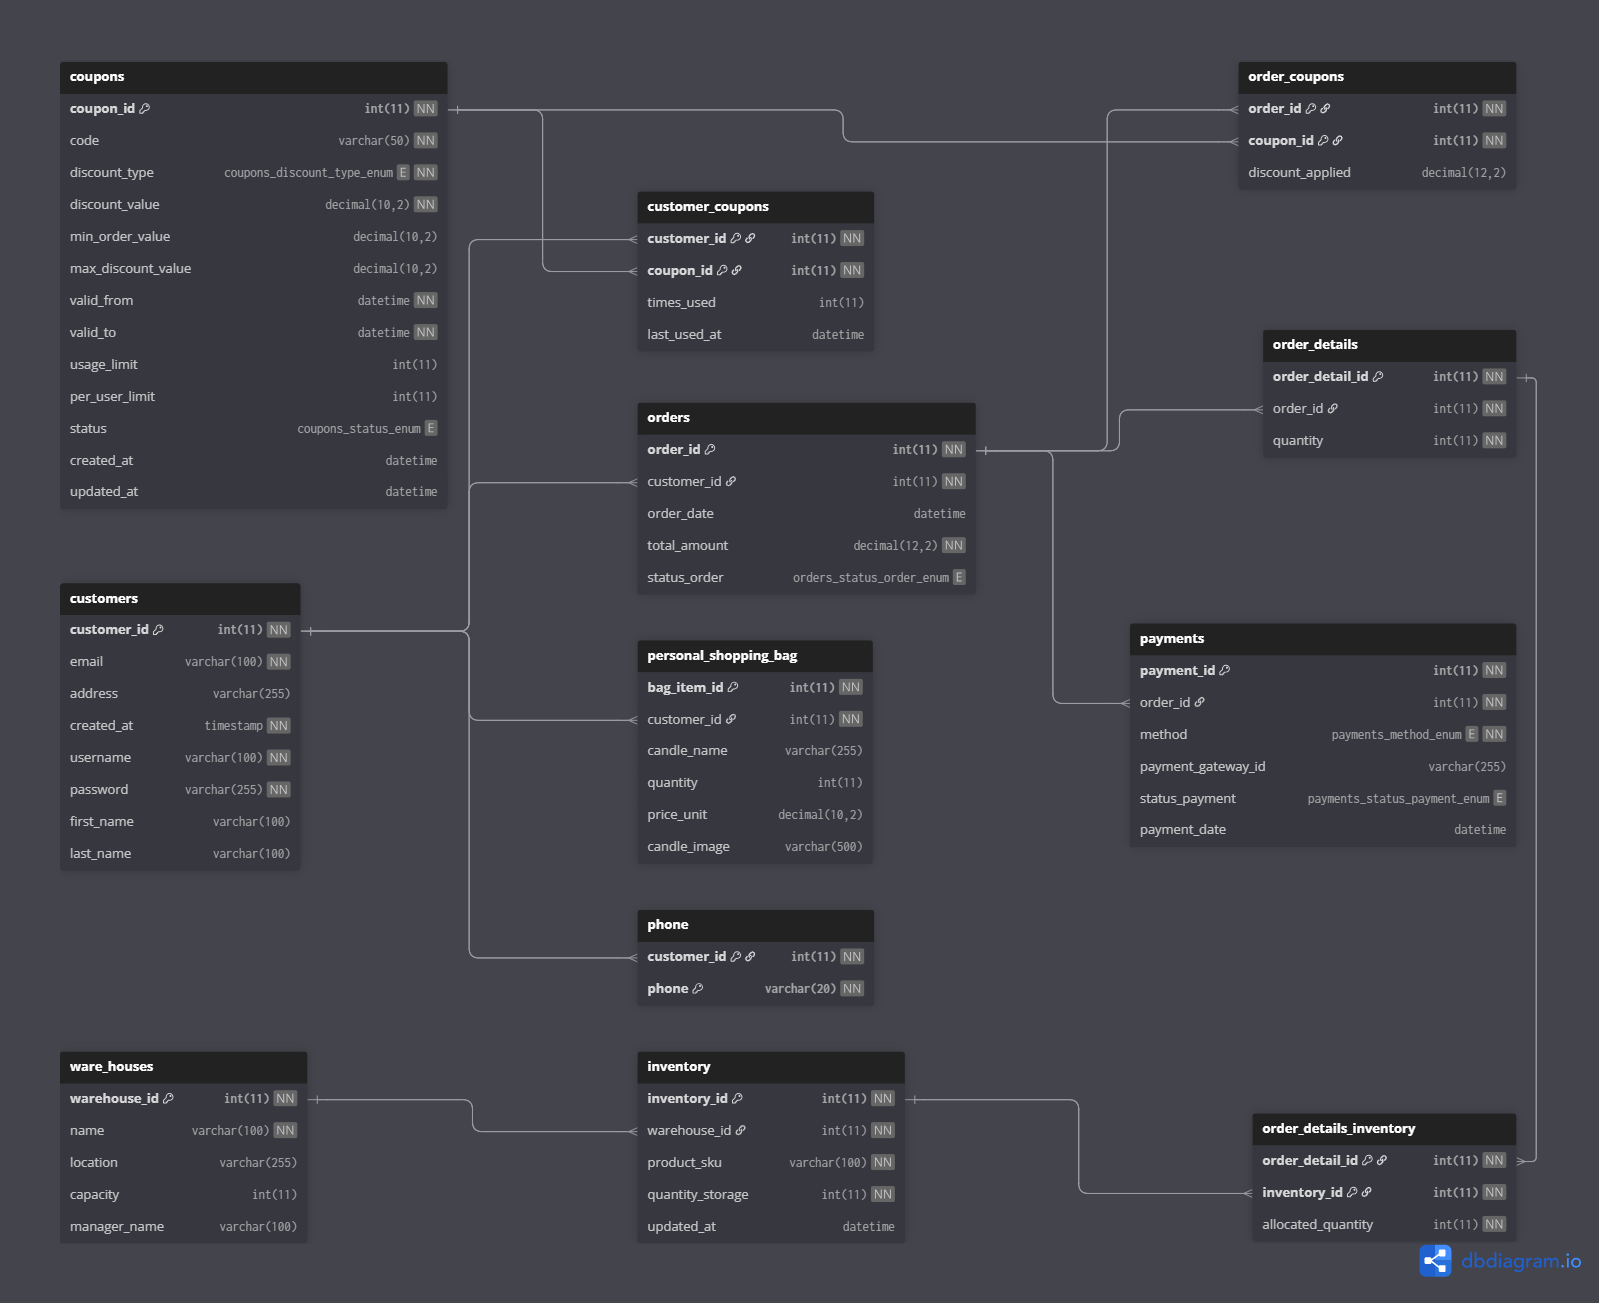 coupons
coupon_id int(11) NN
code varchar(50) NN
discount_type coupons_discount_type_enum E NN
discount_value decimal(10,2) NN
min_order_value decimal(10,2)
max_discount_value decimal(10,2)
valid_from datetime NN
valid_to datetime NN
usage_limit int(11)
per_user_limit int(11)
status coupons_status_enum E
created_at datetime
updated_at datetime
customers
customer_id int(11) NN
email varchar(100) NN
address varchar(255)
created_at timestamp NN
username varchar(100) NN
password varchar(255) NN
first_name varchar(100)
last_name varchar(100)
ware_houses
warehouse_id int(11) NN
name varchar(100) NN
location varchar(255)
capacity int(11)
manager_name varchar(100)
customer_coupons
customer_id int(11) NN
coupon_id int(11) NN
times_used int(11)
last_used_at datetime
orders
order_id int(11) NN
customer_id int(11) NN
order_date datetime
total_amount decimal(12,2) NN
status_order orders_status_order_enum E
personal_shopping_bag
bag_item_id int(11) NN
customer_id int(11) NN
candle_name varchar(255)
quantity int(11)
price_unit decimal(10,2)
candle_image varchar(500)
phone
customer_id int(11) NN
phone varchar(20) NN
inventory
inventory_id int(11) NN
warehouse_id int(11) NN
product_sku varchar(100) NN
quantity_storage int(11) NN
updated_at datetime
order_coupons
order_id int(11) NN
coupon_id int(11) NN
discount_applied decimal(12,2)
order_details
order_detail_id int(11) NN
order_id int(11) NN
quantity int(11) NN
payments
payment_id int(11) NN
order_id int(11) NN
method payments_method_enum E NN
payment_gateway_id varchar(255)
status_payment payments_status_payment_enum E
payment_date datetime
order_details_inventory
order_detail_id int(11) NN
inventory_id int(11) NN
allocated_quantity int(11) NN
dbdiagram.io